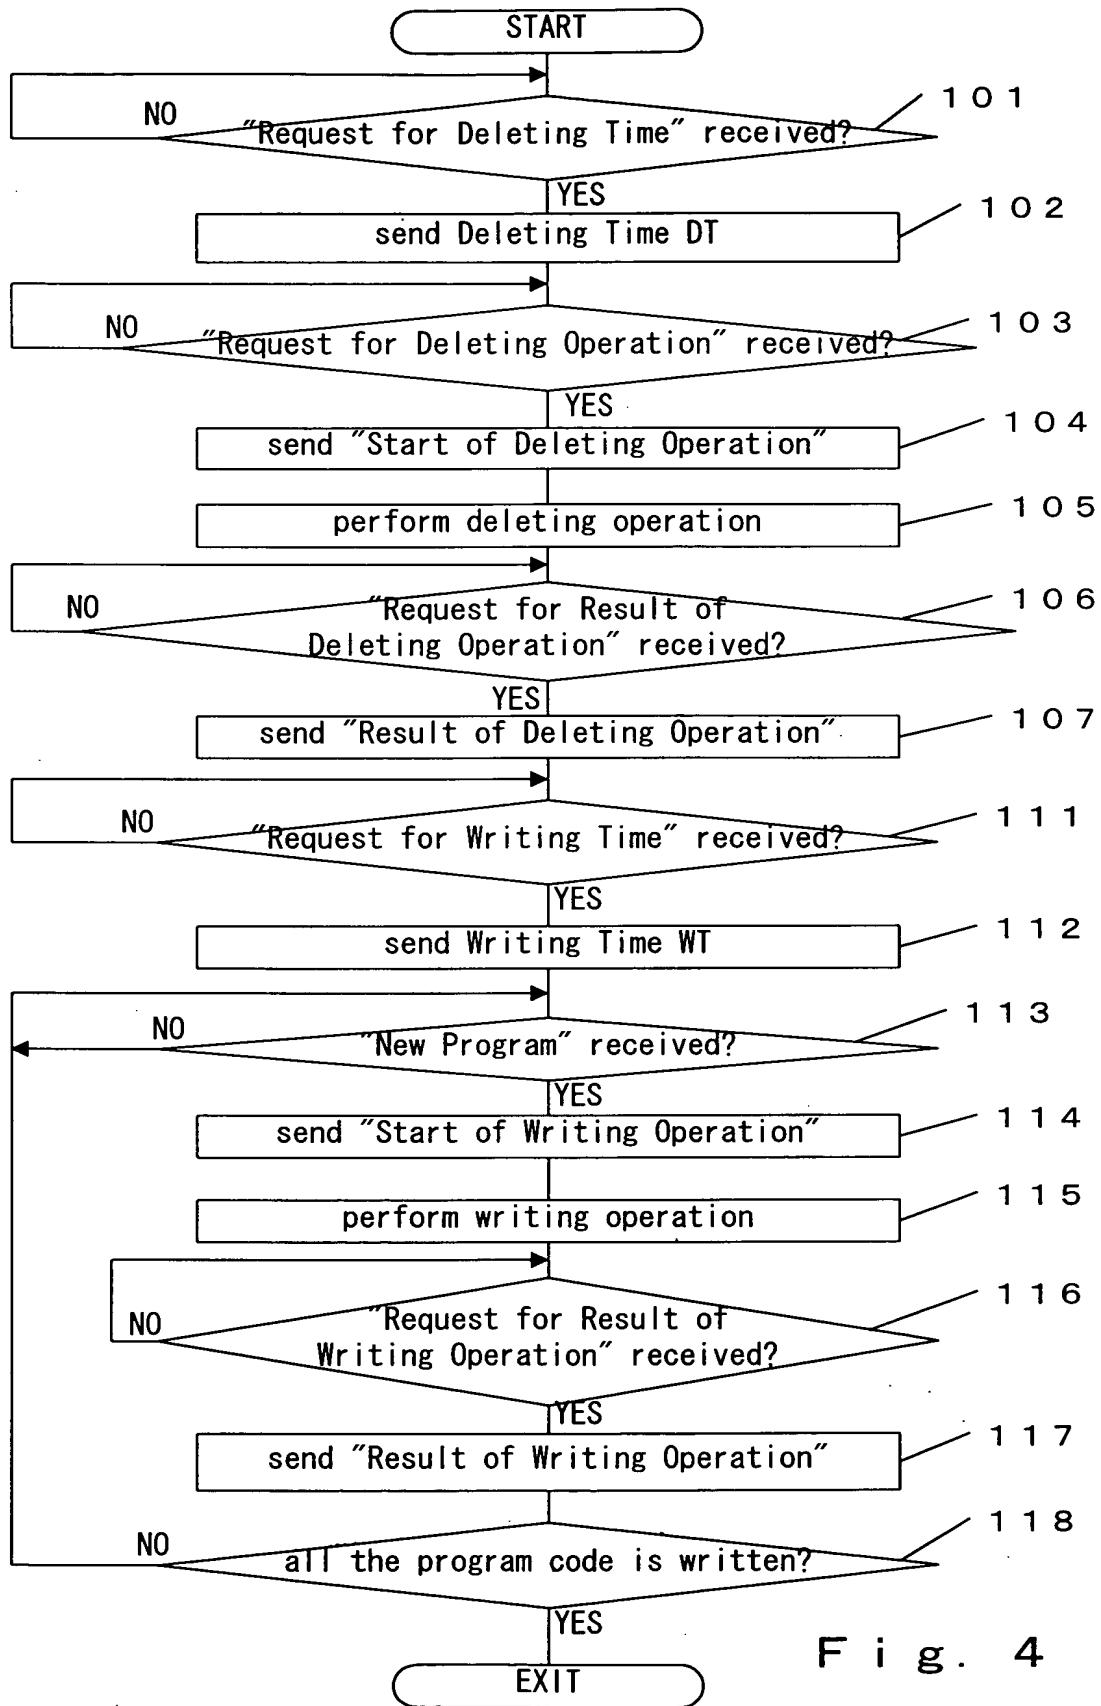 START
NO
"Request for Deleting Time" received?
101
YES
send Deleting Time DT
102
NO
"Request for Deleting Operation" received?
103
YES
send "Start of Deleting Operation"
104
perform deleting operation
105
NO
"Request for Result of
Deleting Operation" received?
106
YES
send "Result of Deleting Operation"
107
NO
"Request for Writing Time" received?
111
YES
send Writing Time WT
112
NO
"New Program" received?
113
YES
send "Start of Writing Operation"
114
perform writing operation
115
NO
"Request for Result of
Writing Operation" received?
116
YES
send "Result of Writing Operation"
117
NO
all the program code is written?
118
YES
EXIT
Fig. 4